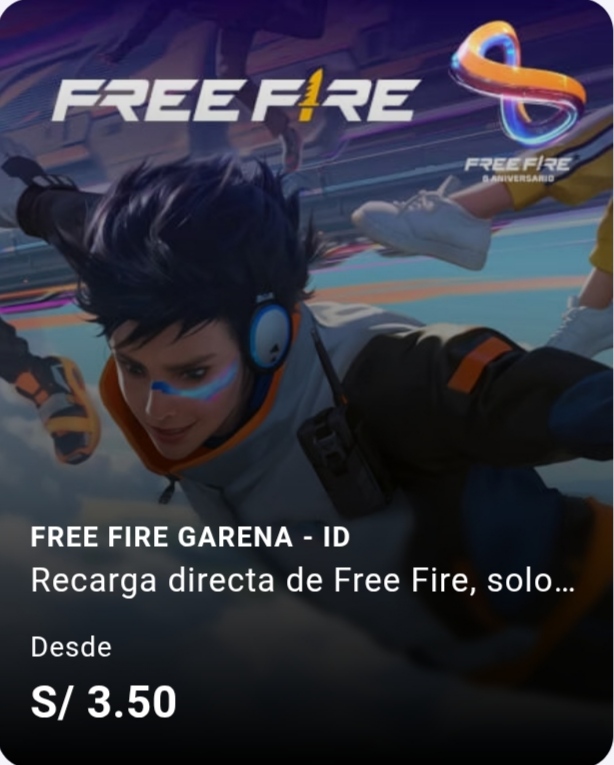 FREE FIRE
FREE FIRE
8 ANIVERSARIO
FREE FIRE GARENA - ID
Recarga directa de Free Fire, solo...
Desde
S/ 3.50